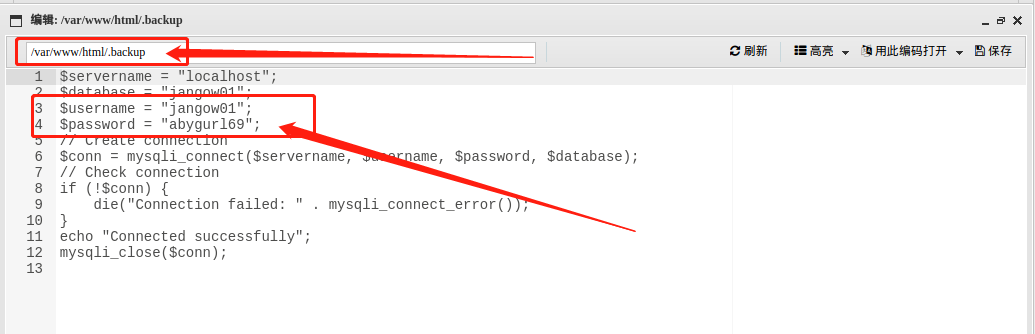 编辑: /var/www/html/.backup
/var/www/html/.backup 刷新 高亮 用此编码打开 保存
1 $servername = "localhost";
2 $database = "jangow01";
3 $username = "jangow01";
4 $password = "abygurl69";
5 // Create connection
6 $conn = mysqli_connect($servername, $username, $password, $database);
7 // Check connection
8 if (!$conn) {
9     die("Connection failed: " . mysqli_connect_error());
10 }
11 echo "Connected successfully";
12 mysqli_close($conn);
13